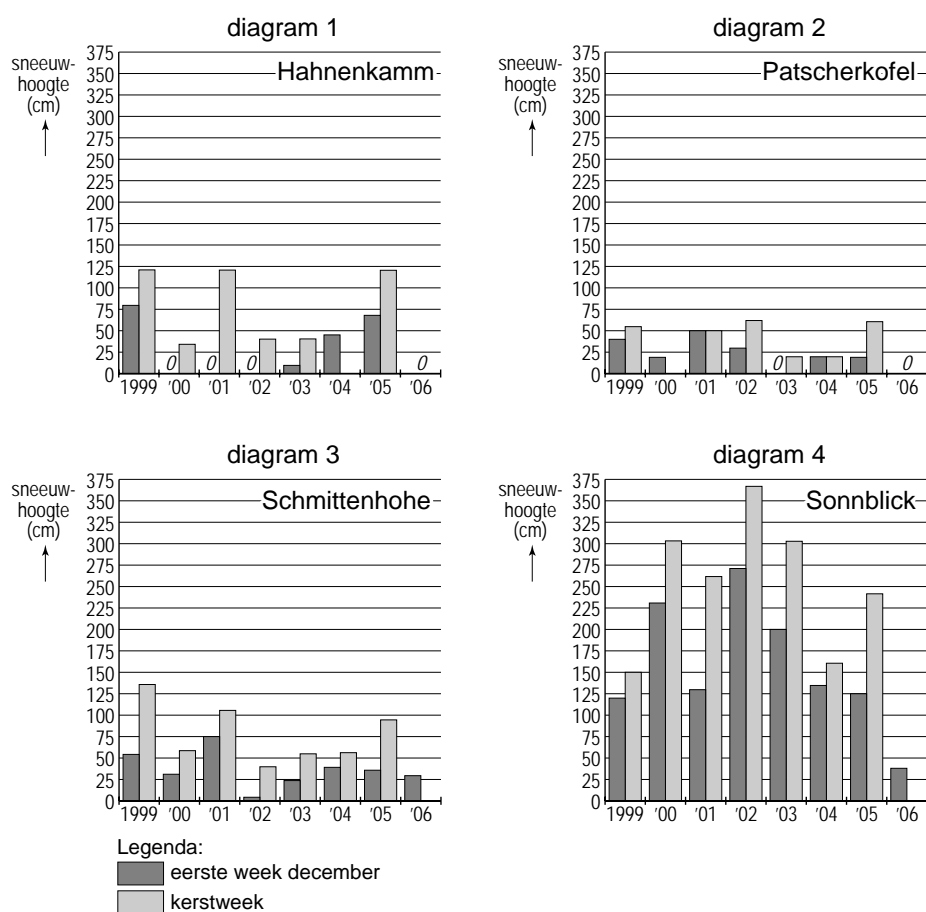 diagram 1
sneeuw-
hoogte
(cm)
375
350
325
300
275
250
225
200
175
150
125
100
75
50
25
0
Hahnenkamm
0 0 0 0
1999 '00 '01 '02 '03 '04 '05 '06
diagram 2
sneeuw-
hoogte
(cm)
375
350
325
300
275
250
225
200
175
150
125
100
75
50
25
0
Patscherkofel
0 0
1999 '00 '01 '02 '03 '04 '05 '06
diagram 3
sneeuw-
hoogte
(cm)
375
350
325
300
275
250
225
200
175
150
125
100
75
50
25
0
Schmittenhohe
1999 '00 '01 '02 '03 '04 '05 '06
diagram 4
sneeuw-
hoogte
(cm)
375
350
325
300
275
250
225
200
175
150
125
100
75
50
25
0
Sonnblick
1999 '00 '01 '02 '03 '04 '05 '06
Legenda:
eerste week december
kerstweek